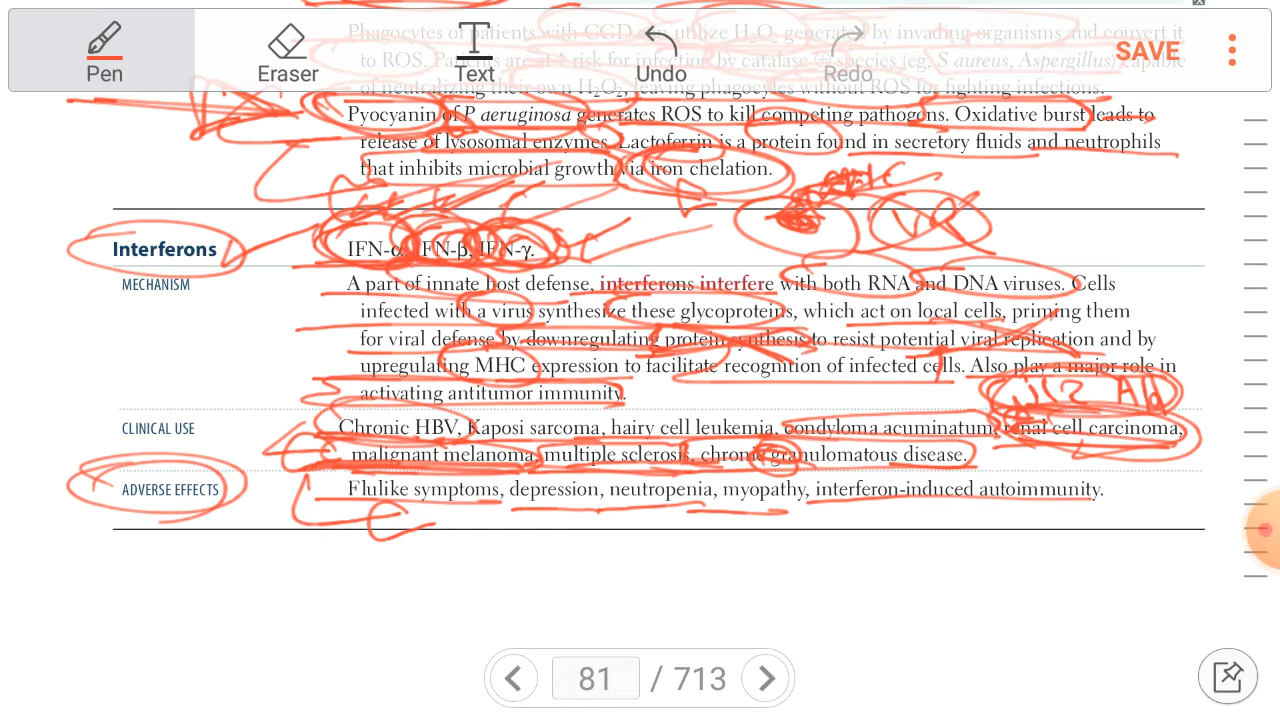 Phagocytes of patients with CGD can utilize H₂O₂ generated by invading organisms and convert it
to ROS. Patients are at ↑ risk for infection by catalase ⊕ species (eg, S aureus, Aspergillus) capable
of neutralizing their own H₂O₂, leaving phagocytes without ROS for fighting infections.
Pen
Eraser
Text
Undo
Redo
SAVE
Pyocyanin of P aeruginosa generates ROS to kill competing pathogens. Oxidative burst leads to
release of lysosomal enzymes. Lactoferrin is a protein found in secretory fluids and neutrophils
that inhibits microbial growth via iron chelation.
Interferons
IFN-α, IFN-β, IFN-γ.
MECHANISM
A part of innate host defense, interferons interfere with both RNA and DNA viruses. Cells
infected with a virus synthesize these glycoproteins, which act on local cells, priming them
for viral defense by downregulating protein synthesis to resist potential viral replication and by
upregulating MHC expression to facilitate recognition of infected cells. Also play a major role in
activating antitumor immunity.
CLINICAL USE
Chronic HBV, Kaposi sarcoma, hairy cell leukemia, condyloma acuminatum, renal cell carcinoma,
malignant melanoma, multiple sclerosis, chronic granulomatous disease.
ADVERSE EFFECTS
Flulike symptoms, depression, neutropenia, myopathy, interferon-induced autoimmunity.
81 / 713